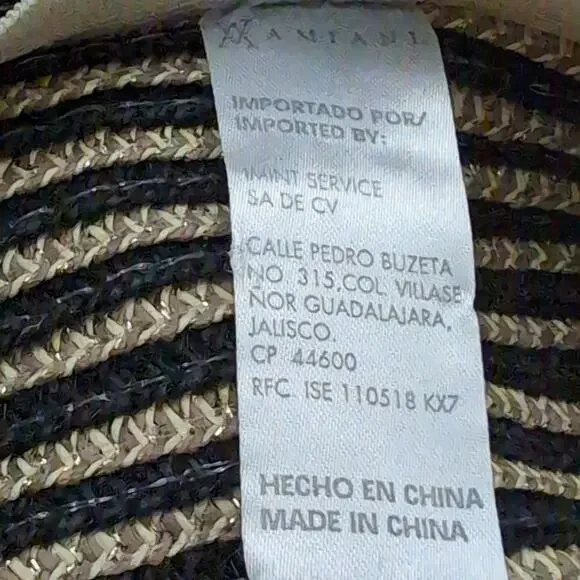 IMPORTADO POR/
IMPORTED BY:
SERVICE
SA DE CV
CALLE PEDRO BUZETA
NO 315,COL VILLASE
ÑOR GUADALAJARA,
JALISCO.
CP 44600
RFC. ISE 110518 KX7
HECHO EN CHINA
MADE IN CHINA